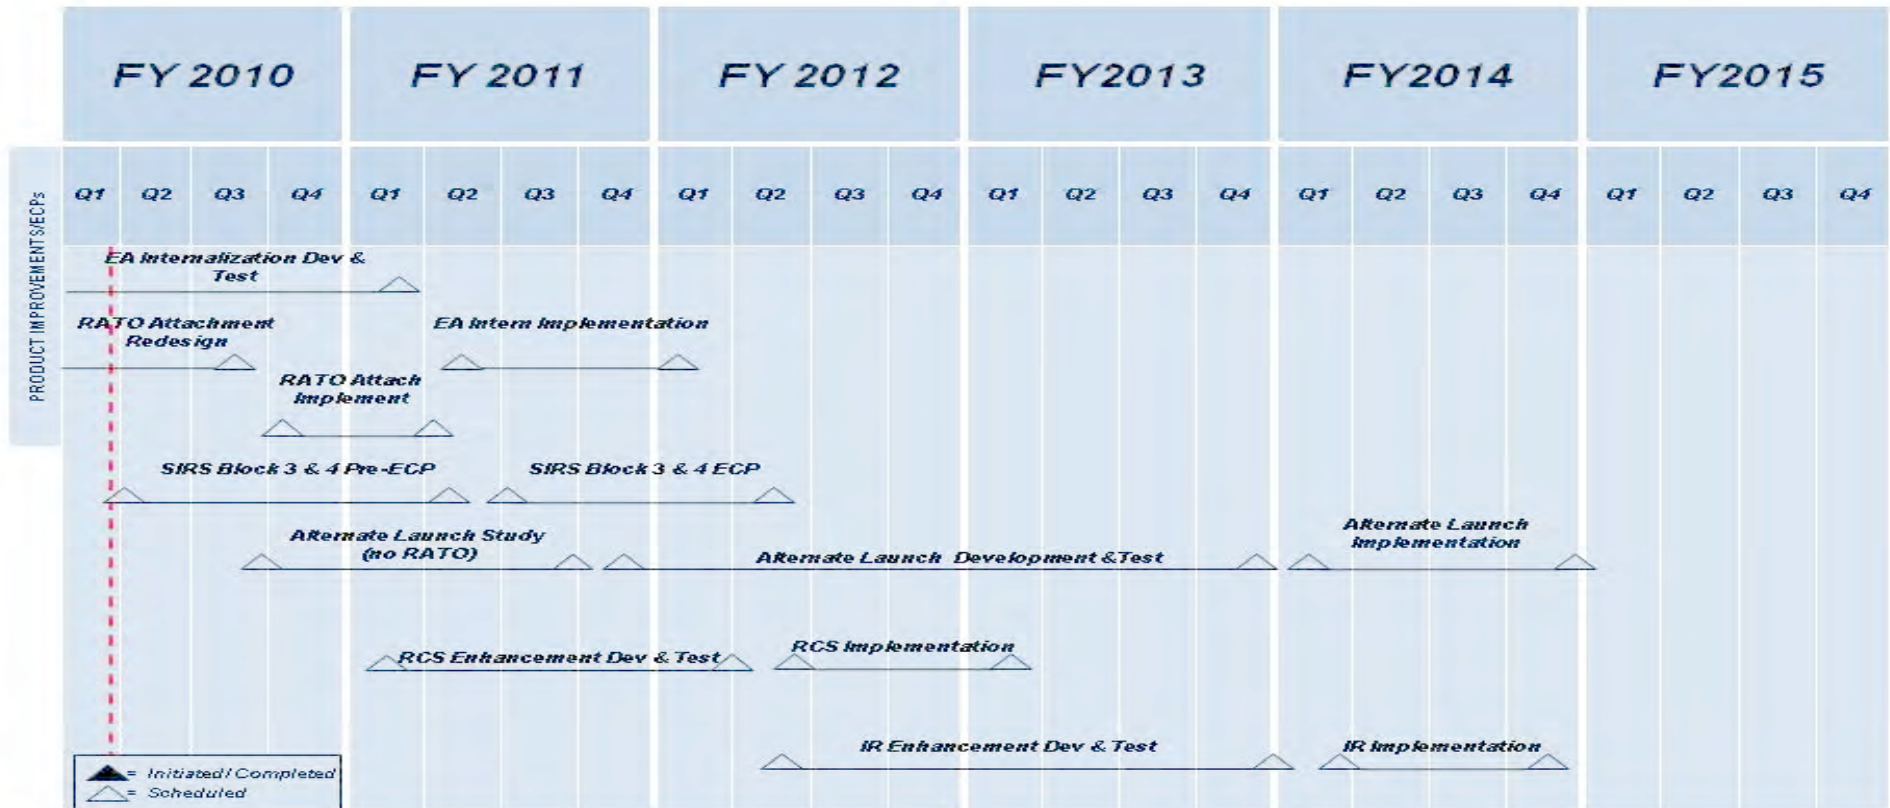 FY 2010 FY 2011 FY 2012 FY2013 FY2014 FY2015
PRODUCT IMPROVEMENTS/ECPs
Q1 Q2 Q3 Q4 Q1 Q2 Q3 Q4 Q1 Q2 Q3 Q4 Q1 Q2 Q3 Q4 Q1 Q2 Q3 Q4 Q1 Q2 Q3 Q4
EA Internalization Dev &
Test
RATO Attachment
Redesign
EA Intern Implementation
RATO Attach
Implement
SIRS Block 3 & 4 Pre-ECP
SIRS Block 3 & 4 ECP
Alternate Launch Study
(no RATO)
Alternate Launch Development &Test
Alternate Launch
Implementation
RCS Enhancement Dev & Test
RCS Implementation
IR Enhancement Dev & Test
IR Implementation
= Initiated/Completed
= Scheduled